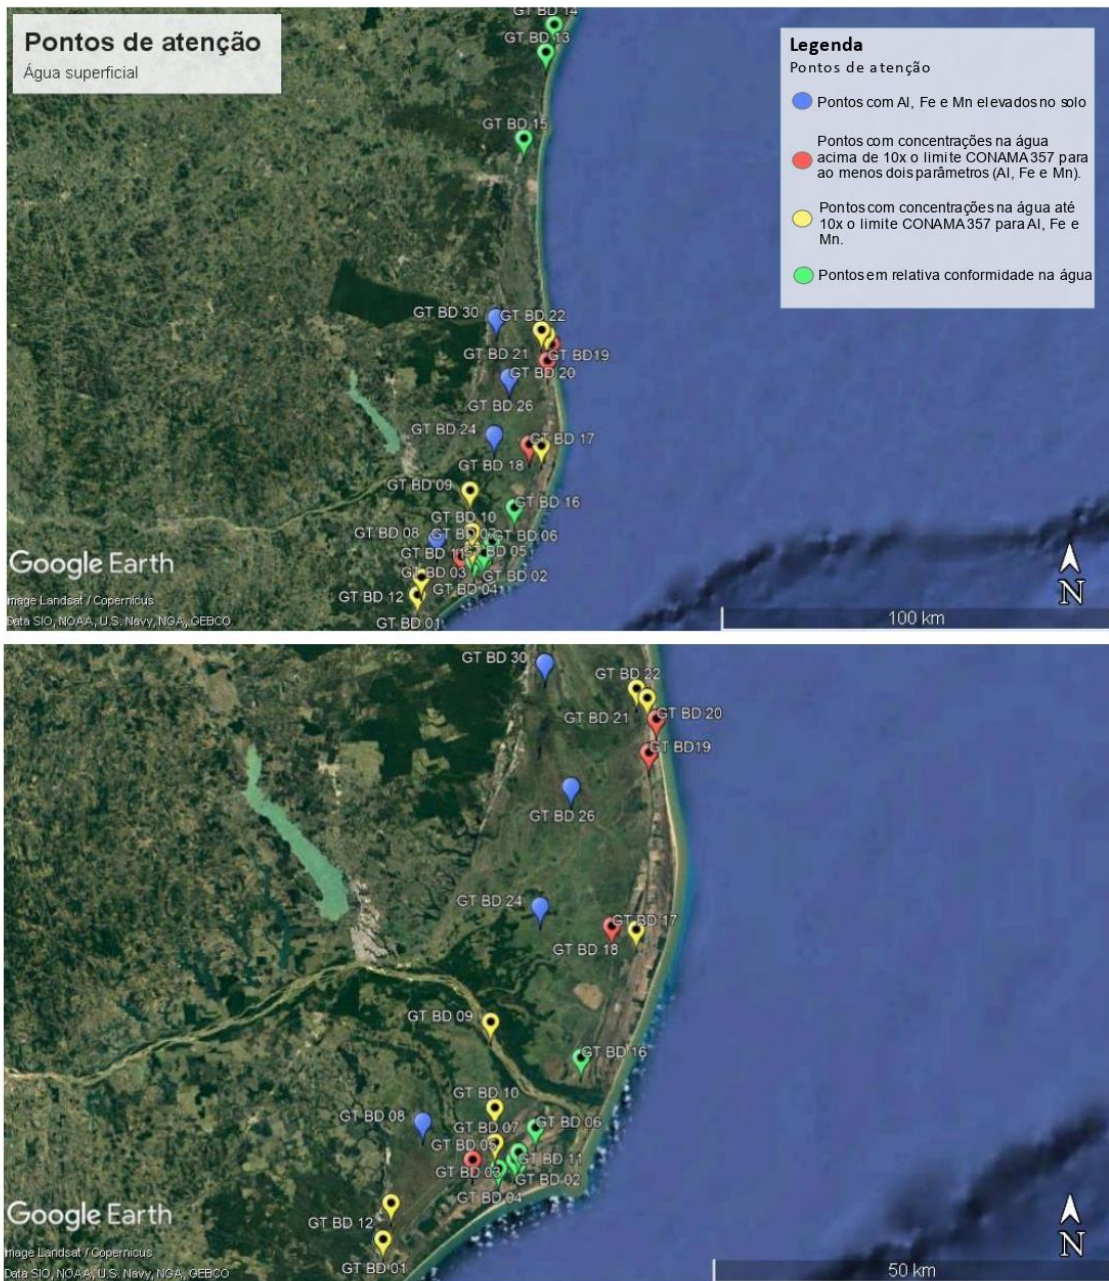 Pontos de atenção
Água superficial
Legenda
Pontos de atenção
Pontos com Al, Fe e Mn elevados no solo
Pontos com concentrações na água
acima de 10x o limite CONAMA 357 para
ao menos dois parâmetros (Al, Fe e Mn).
Pontos com concentrações na água até
10x o limite CONAMA 357 para Al, Fe e
Mn.
Pontos em relativa conformidade na água
GT BD 14
GT BD 13
GT BD 15
GT BD 30
GT BD 22
GT BD 21
GT BD19
GT BD 20
GT BD 26
GT BD 24
GT BD 17
GT BD 18
GT BD 09
GT BD 16
GT BD 10
GT BD 08
GT BD 07
GT BD 06
GT BD 11
GT BD 05
GT BD 03
GT BD 02
GT BD 04
GT BD 12
GT BD 01
Google Earth
Image Landsat / Copernicus
Data SIO, NOAA, U.S. Navy, NGA, GEBCO
N
100 km
GT BD 30
GT BD 22
GT BD 21
GT BD 20
GT BD19
GT BD 26
GT BD 24
GT BD 17
GT BD 18
GT BD 09
GT BD 16
GT BD 10
GT BD 08
GT BD 07
GT BD 06
GT BD 05
GT BD 11
GT BD 03
GT BD 02
GT BD 04
GT BD 12
GT BD 01
Google Earth
Image Landsat / Copernicus
Data SIO, NOAA, U.S. Navy, NGA, GEBCO
N
50 km